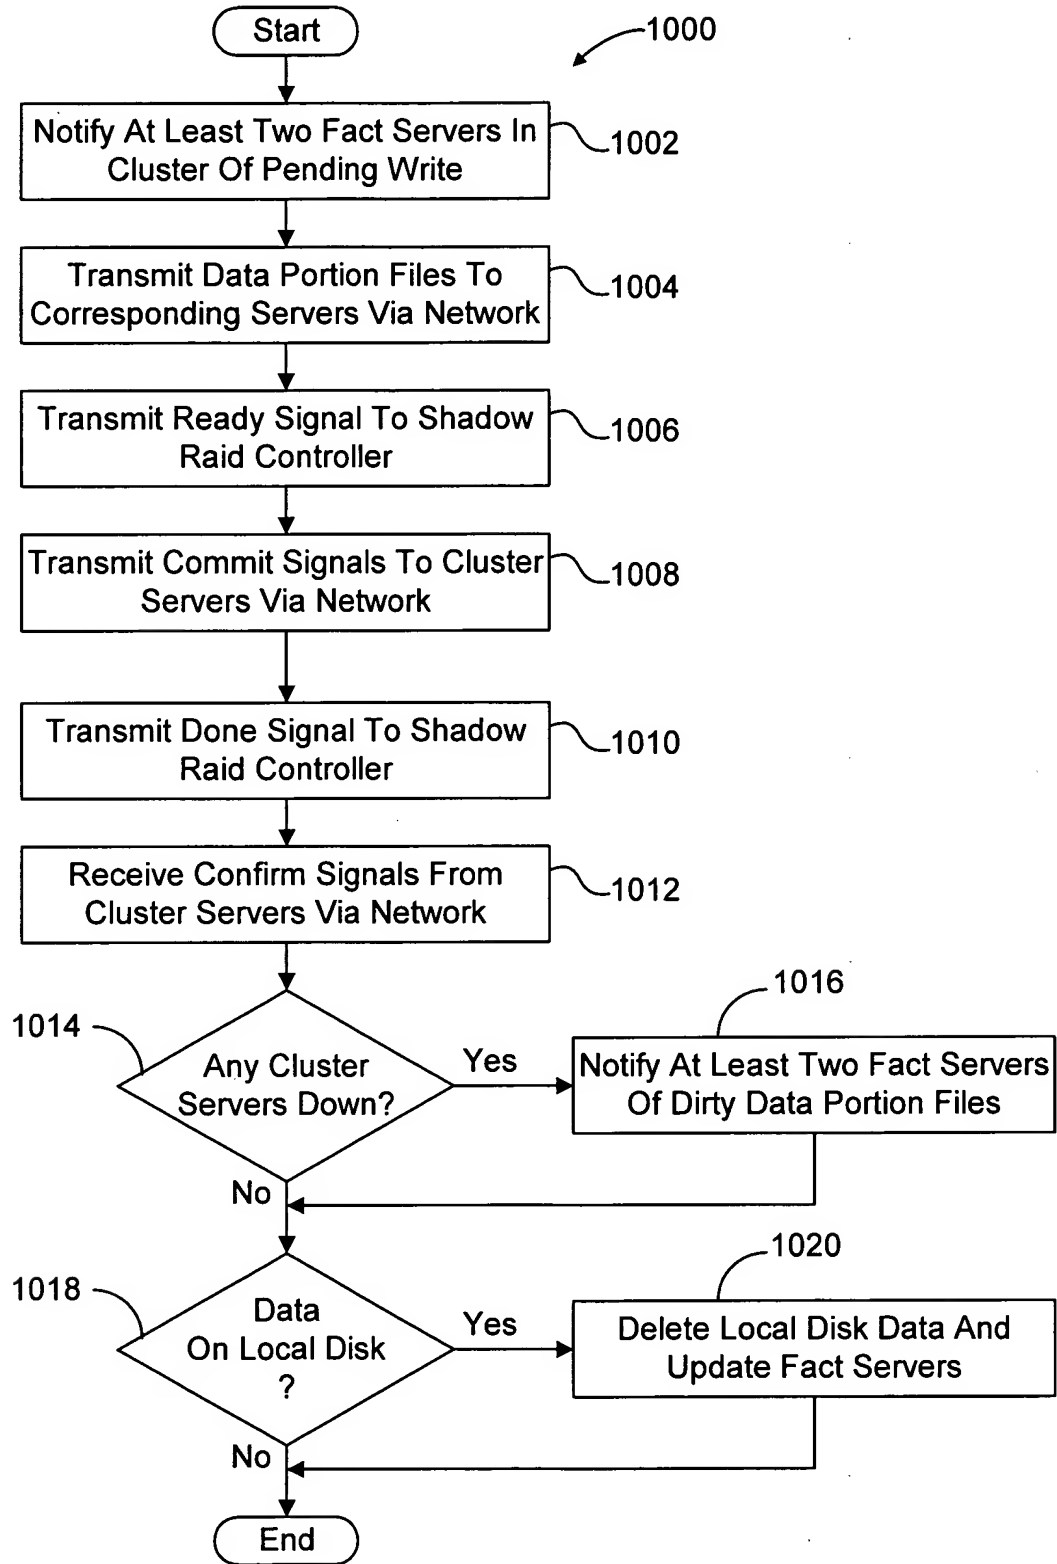 Start
1000
Notify At Least Two Fact Servers In
Cluster Of Pending Write
1002
Transmit Data Portion Files To
Corresponding Servers Via Network
1004
Transmit Ready Signal To Shadow
Raid Controller
1006
Transmit Commit Signals To Cluster
Servers Via Network
1008
Transmit Done Signal To Shadow
Raid Controller
1010
Receive Confirm Signals From
Cluster Servers Via Network
1012
1014
Any Cluster
Servers Down?
Yes
1016
Notify At Least Two Fact Servers
Of Dirty Data Portion Files
No
1018
Data
On Local Disk
?
Yes
1020
Delete Local Disk Data And
Update Fact Servers
No
End